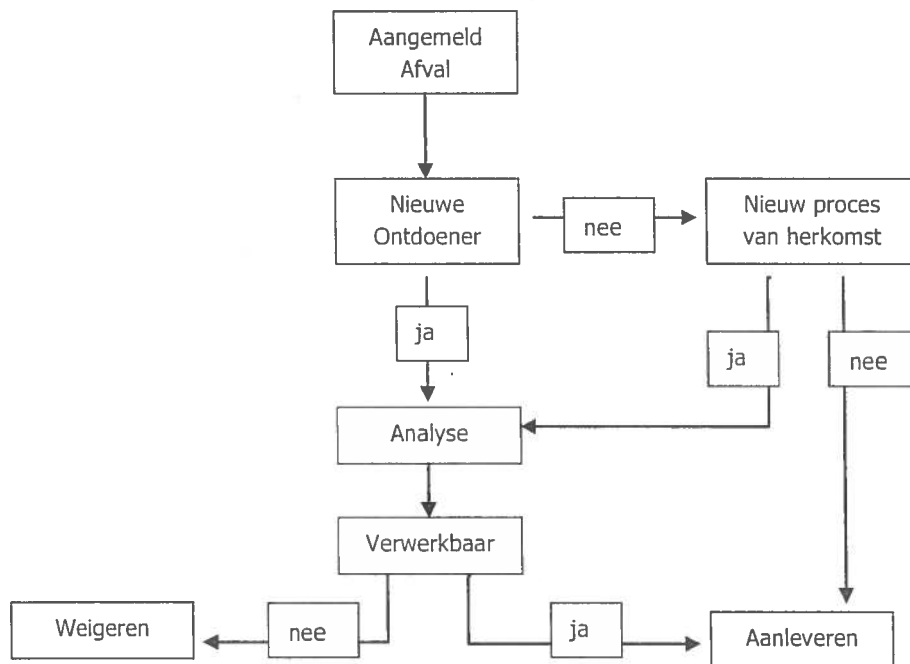 Aangemeld
Afval
Nieuwe
Ontdoener
nee
Nieuw proces
van herkomst
ja
ja
nee
Analyse
Verwerkbaar
Weigeren
nee
ja
Aanleveren